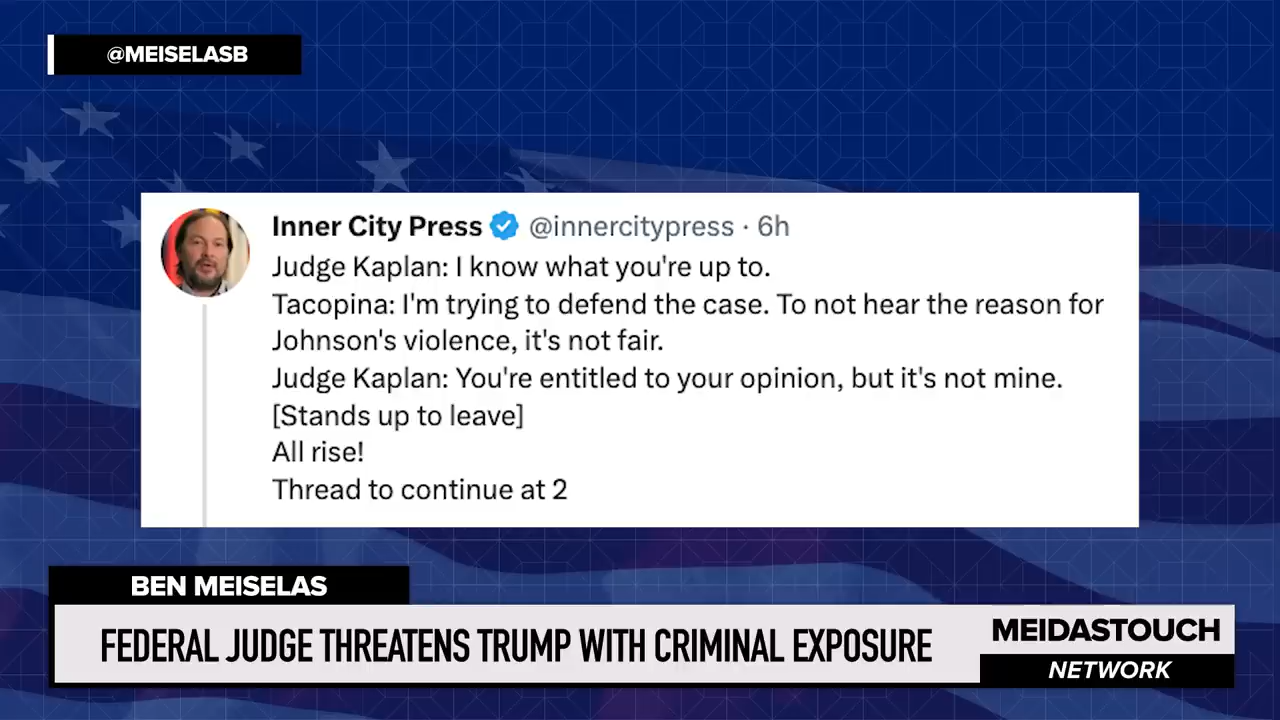 @MEISELASB
Inner City Press @innercitypress · 6h
Judge Kaplan: I know what you're up to.
Tacopina: I'm trying to defend the case. To not hear the reason for
Johnson's violence, it's not fair.
Judge Kaplan: You're entitled to your opinion, but it's not mine.
[Stands up to leave]
All rise!
Thread to continue at 2
BEN MEISELAS
FEDERAL JUDGE THREATENS TRUMP WITH CRIMINAL EXPOSURE
MEIDASTOUCH
NETWORK